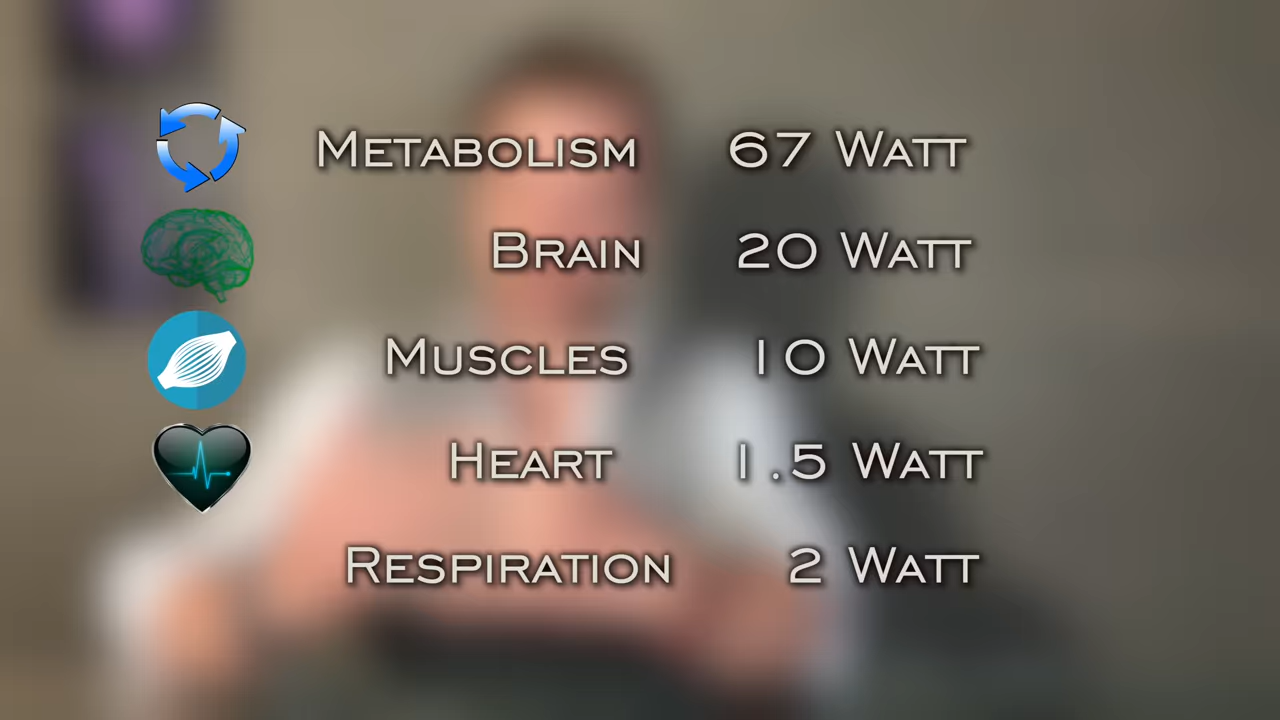 Metabolism 67 Watt
Brain 20 Watt
Muscles 10 Watt
Heart 1.5 Watt
Respiration 2 Watt